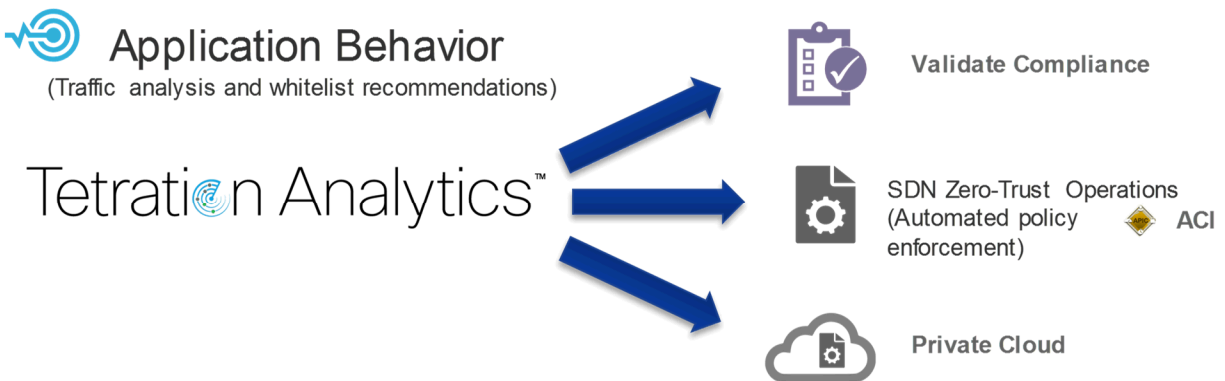 Application Behavior
(Traffic analysis and whitelist recommendations)
Tetration Analytics™
Validate Compliance
SDN Zero-Trust Operations
(Automated policy
enforcement)
APIC
ACI
Private Cloud